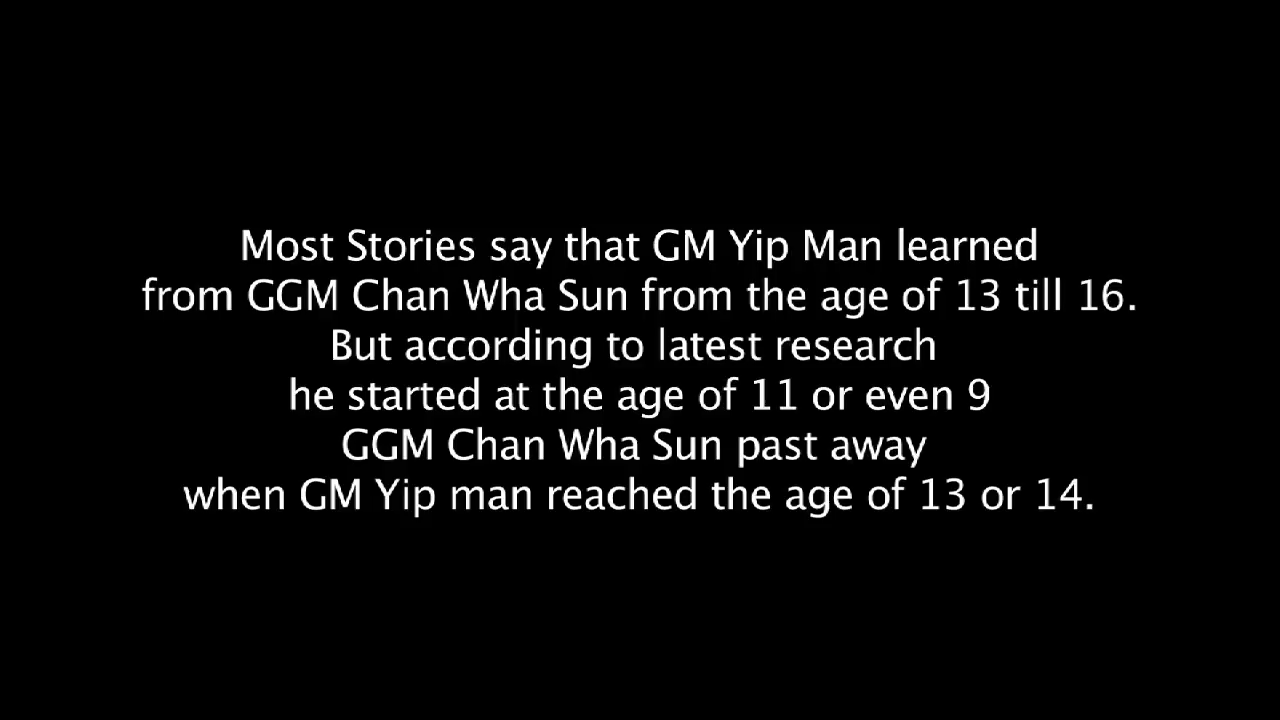 Most Stories say that GM Yip Man learned
from GGM Chan Wha Sun from the age of 13 till 16.
But according to latest research
he started at the age of 11 or even 9
GGM Chan Wha Sun past away
when GM Yip man reached the age of 13 or 14.